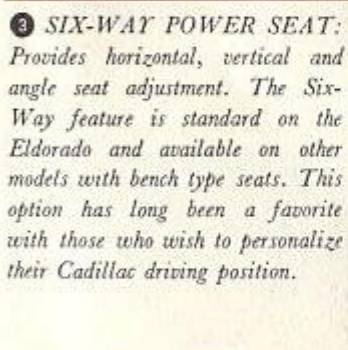 3 SIX-WAY POWER SEAT:
Provides horizontal, vertical and
angle seat adjustment. The Six-
Way feature is standard on the
Eldorado and available on other
models with bench type seats. This
option has long been a favorite
with those who wish to personalize
their Cadillac driving position.